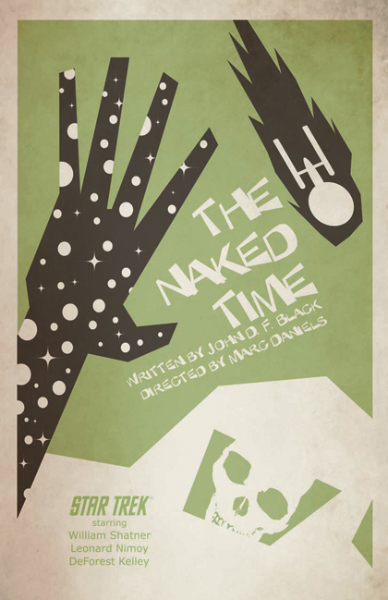 THE
NAKED
TIME
WRITTEN BY JOHN D. F. BLACK
DIRECTED BY MARC DANIELS
STAR TREK
starring
William Shatner
Leonard Nimoy
DeForest Kelley